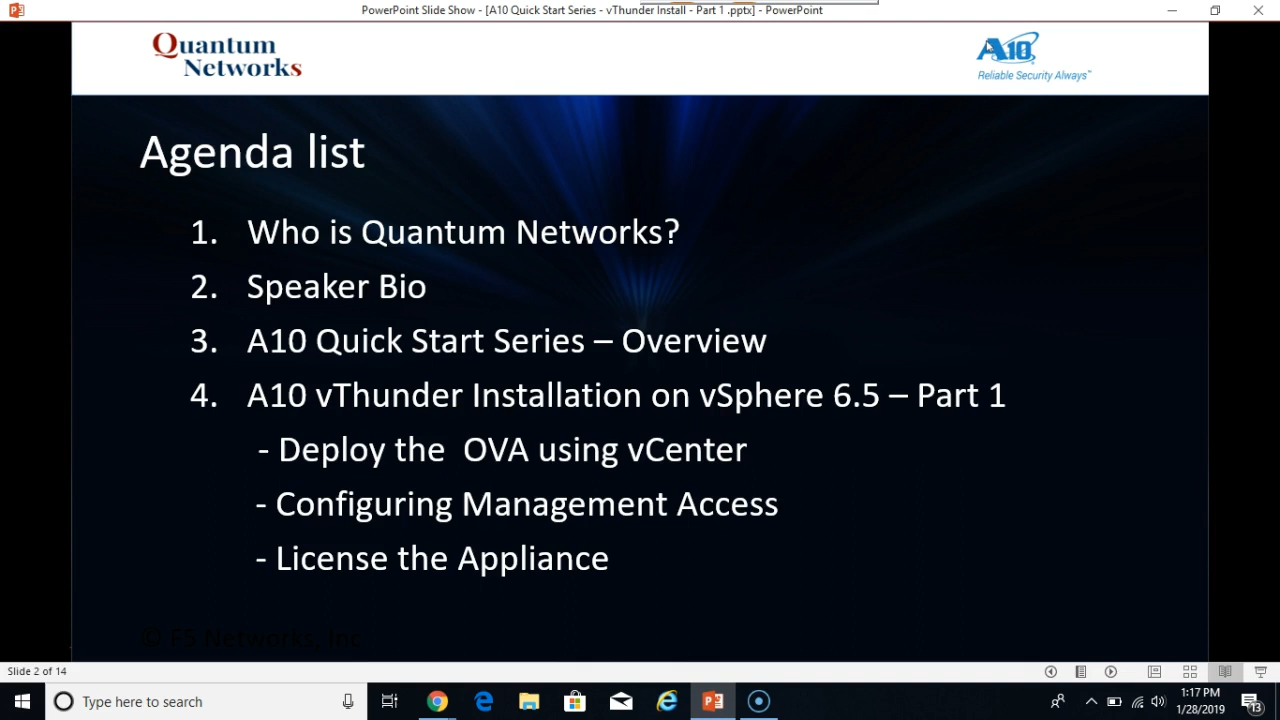 PowerPoint Slide Show - [A10 Quick Start Series - vThunder Install - Part 1 .pptx] - PowerPoint
Quantum
Networks
A10
Reliable Security Always™
Agenda list
1. Who is Quantum Networks?
2. Speaker Bio
3. A10 Quick Start Series – Overview
4. A10 vThunder Installation on vSphere 6.5 – Part 1
- Deploy the OVA using vCenter
- Configuring Management Access
- License the Appliance
© F5 Networks, Inc
Slide 2 of 14
Type here to search
1:17 PM
1/28/2019
13